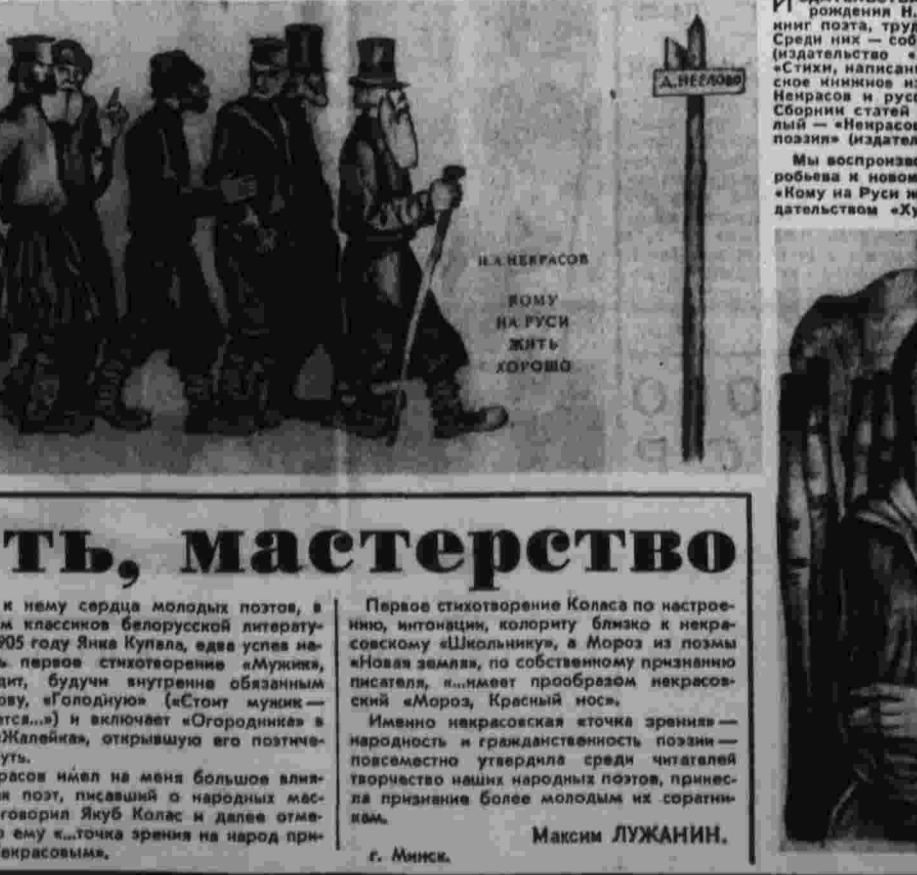 Д. НЕЕЛОВО
Н. А. НЕКРАСОВ
КОМУ
НА РУСИ
ЖИТЬ
ХОРОШО
рождения Н.
книг поэта, труд
Среди них — соб
(издательство «
«Стихи, написан
ское книжное из
Некрасов и русс
Сборник статей
лый — «Некрасов
поэзия» (издател
Мы воспроизво
робьева к новом
«Кому на Руси ж
дательством «Ху
ть, мастерство
к нему сердца молодых поэтов, в
м классиков белорусской литерату-
905 году Янка Купала, едва успев на-
ь первое стихотворение «Мужик»,
дит, будучи внутренне обязанным
ову, «Голодную» («Стоит мужик —
ется...») и включает «Огородника» в
«Жалейка», открывшую его поэтиче-
уть.
расов имел на меня большое влия-
к поэт, писавший о народных мас-
говорил Якуб Колас и далее отме-
о ему «...точка зрения на народ при-
екрасовым».
Первое стихотворение Коласа по настрое-
нию, интонации, колориту близко к некра-
совскому «Школьнику», а Мороз из поэмы
«Новая земля», по собственному признанию
писателя, «...имеет прообразом некрасов-
ский «Мороз, Красный нос».
Именно некрасовская «точка зрения» —
народность и гражданственность поэзии —
повсеместно утвердила среди читателей
творчество наших народных поэтов, принес-
ла признание более молодым их соратни-
кам.
Максим ЛУЖАНИН.
г. Минск.